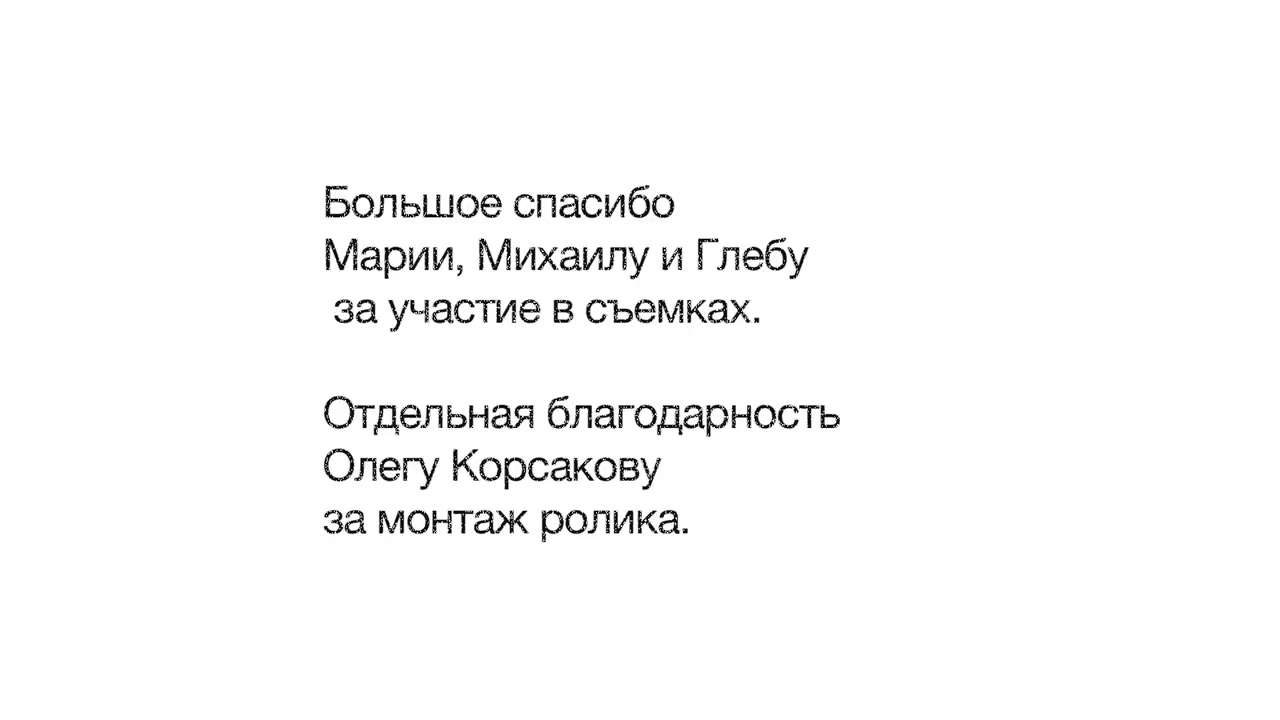 Большое спасибо
Марии, Михаилу и Глебу
за участие в съемках.
Отдельная благодарность
Олегу Корсакову
за монтаж ролика.